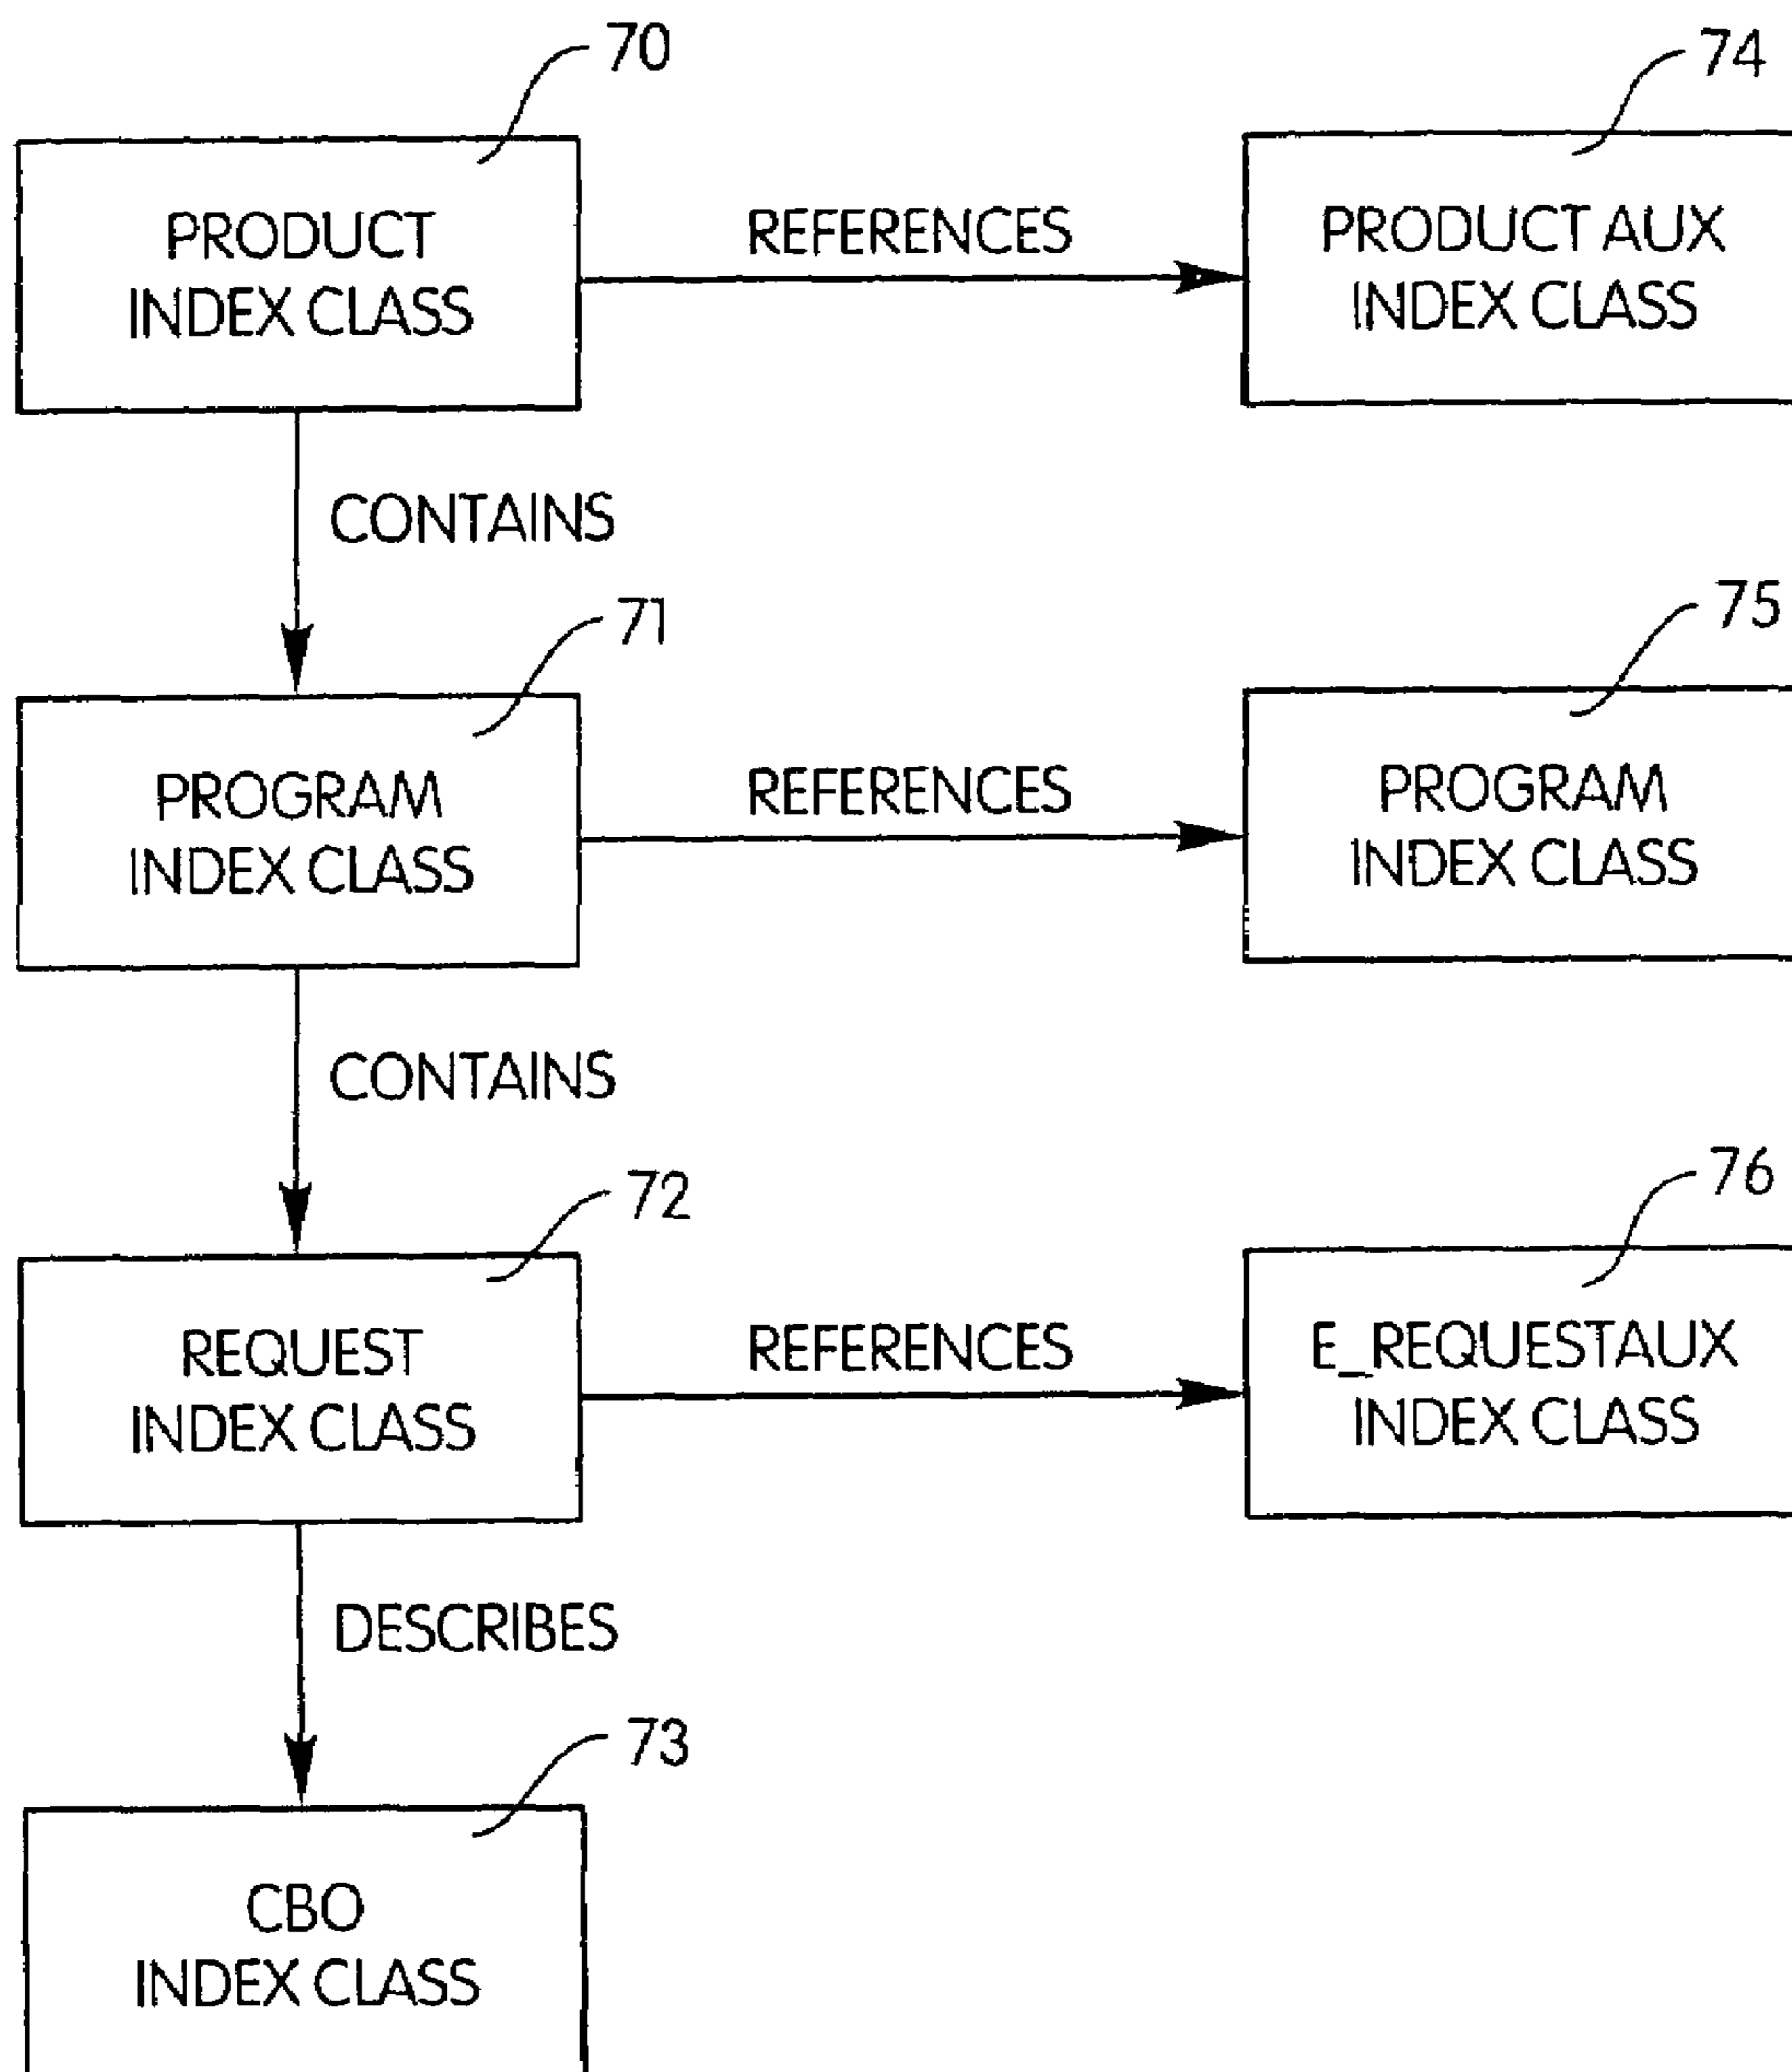 70
74
PRODUCT
INDEX CLASS
REFERENCES
PRODUCT AUX
INDEX CLASS
CONTAINS
71
75
PROGRAM
INDEX CLASS
REFERENCES
PROGRAM
INDEX CLASS
CONTAINS
72
76
REQUEST
INDEX CLASS
REFERENCES
E_REQUESTAUX
INDEX CLASS
DESCRIBES
73
CBO
INDEX CLASS